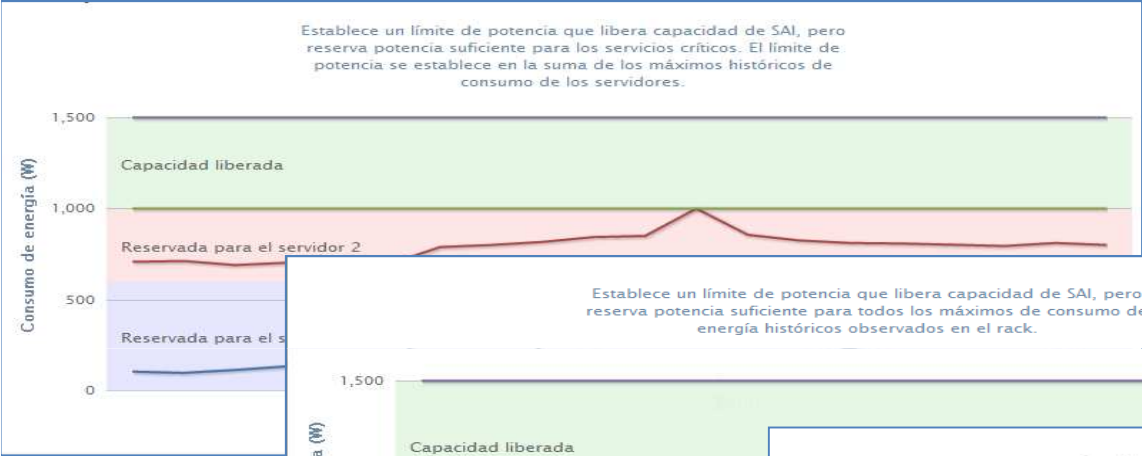 Establece un límite de potencia que libera capacidad de SAI, pero
reserva potencia suficiente para los servicios críticos. El límite de
potencia se establece en la suma de los máximos históricos de
consumo de los servidores.
1,500
Capacidad liberada
Consumo de energía (W)
1,000
Reservada para el servidor 2
500
Reservada para el s
0
Establece un límite de potencia que libera capacidad de SAI, pero
reserva potencia suficiente para todos los máximos de consumo de
energía históricos observados en el rack.
1,500
a (W)
Capacidad liberada